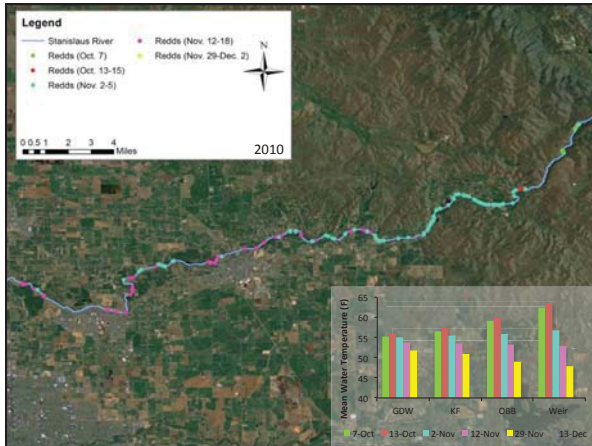 Legend
Stanislaus River
Redds (Oct. 7)
Redds (Oct. 13-15)
Redds (Nov. 2-5)
Redds (Nov. 12-18)
Redds (Nov. 29-Dec. 2)
N
0 0.5 1 2 3 4
Miles
2010
Mean Water Temperature (F)
65
60
55
50
45
40
GDW KF OBB Weir
7-Oct 13-Oct 2-Nov 12-Nov 29-Nov 13-Dec